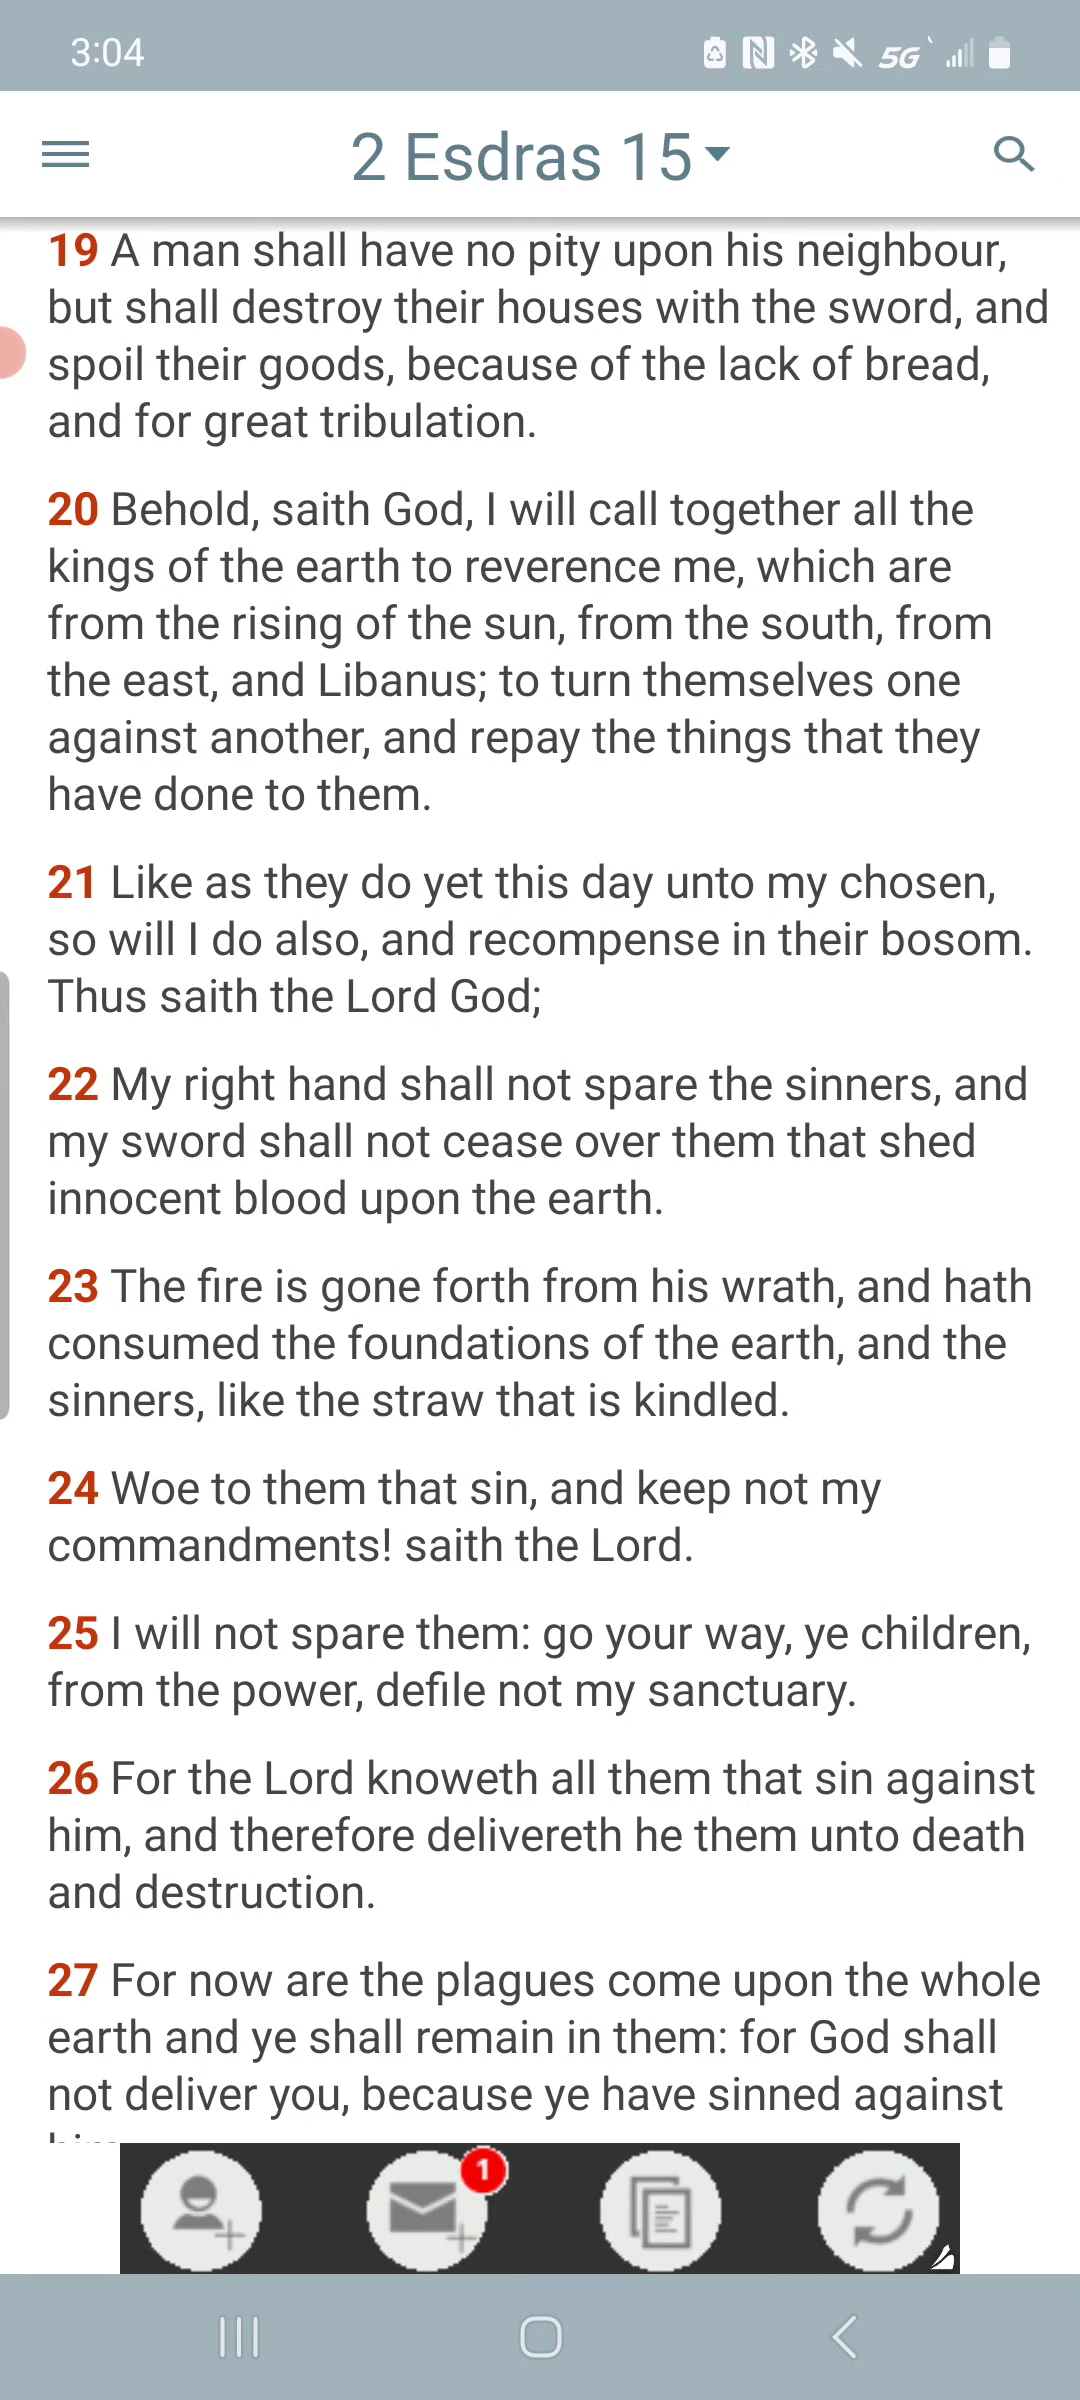 3:04
5G
2 Esdras 15
19 A man shall have no pity upon his neighbour,
but shall destroy their houses with the sword, and
spoil their goods, because of the lack of bread,
and for great tribulation.
20 Behold, saith God, I will call together all the
kings of the earth to reverence me, which are
from the rising of the sun, from the south, from
the east, and Libanus; to turn themselves one
against another, and repay the things that they
have done to them.
21 Like as they do yet this day unto my chosen,
so will I do also, and recompense in their bosom.
Thus saith the Lord God;
22 My right hand shall not spare the sinners, and
my sword shall not cease over them that shed
innocent blood upon the earth.
23 The fire is gone forth from his wrath, and hath
consumed the foundations of the earth, and the
sinners, like the straw that is kindled.
24 Woe to them that sin, and keep not my
commandments! saith the Lord.
25 I will not spare them: go your way, ye children,
from the power, defile not my sanctuary.
26 For the Lord knoweth all them that sin against
him, and therefore delivereth he them unto death
and destruction.
27 For now are the plagues come upon the whole
earth and ye shall remain in them: for God shall
not deliver you, because ye have sinned against
1